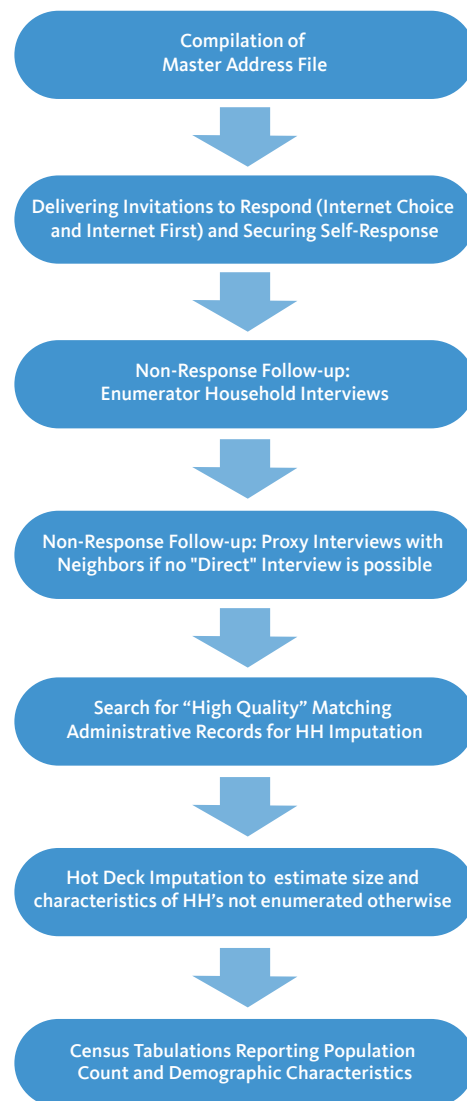 Compilation of
Master Address File
Delivering Invitations to Respond (Internet Choice
and Internet First) and Securing Self-Response
Non-Response Follow-up:
Enumerator Household Interviews
Non-Response Follow-up: Proxy Interviews with
Neighbors if no "Direct" Interview is possible
Search for “High Quality” Matching
Administrative Records for HH Imputation
Hot Deck Imputation to estimate size and
characteristics of HH’s not enumerated otherwise
Census Tabulations Reporting Population
Count and Demographic Characteristics